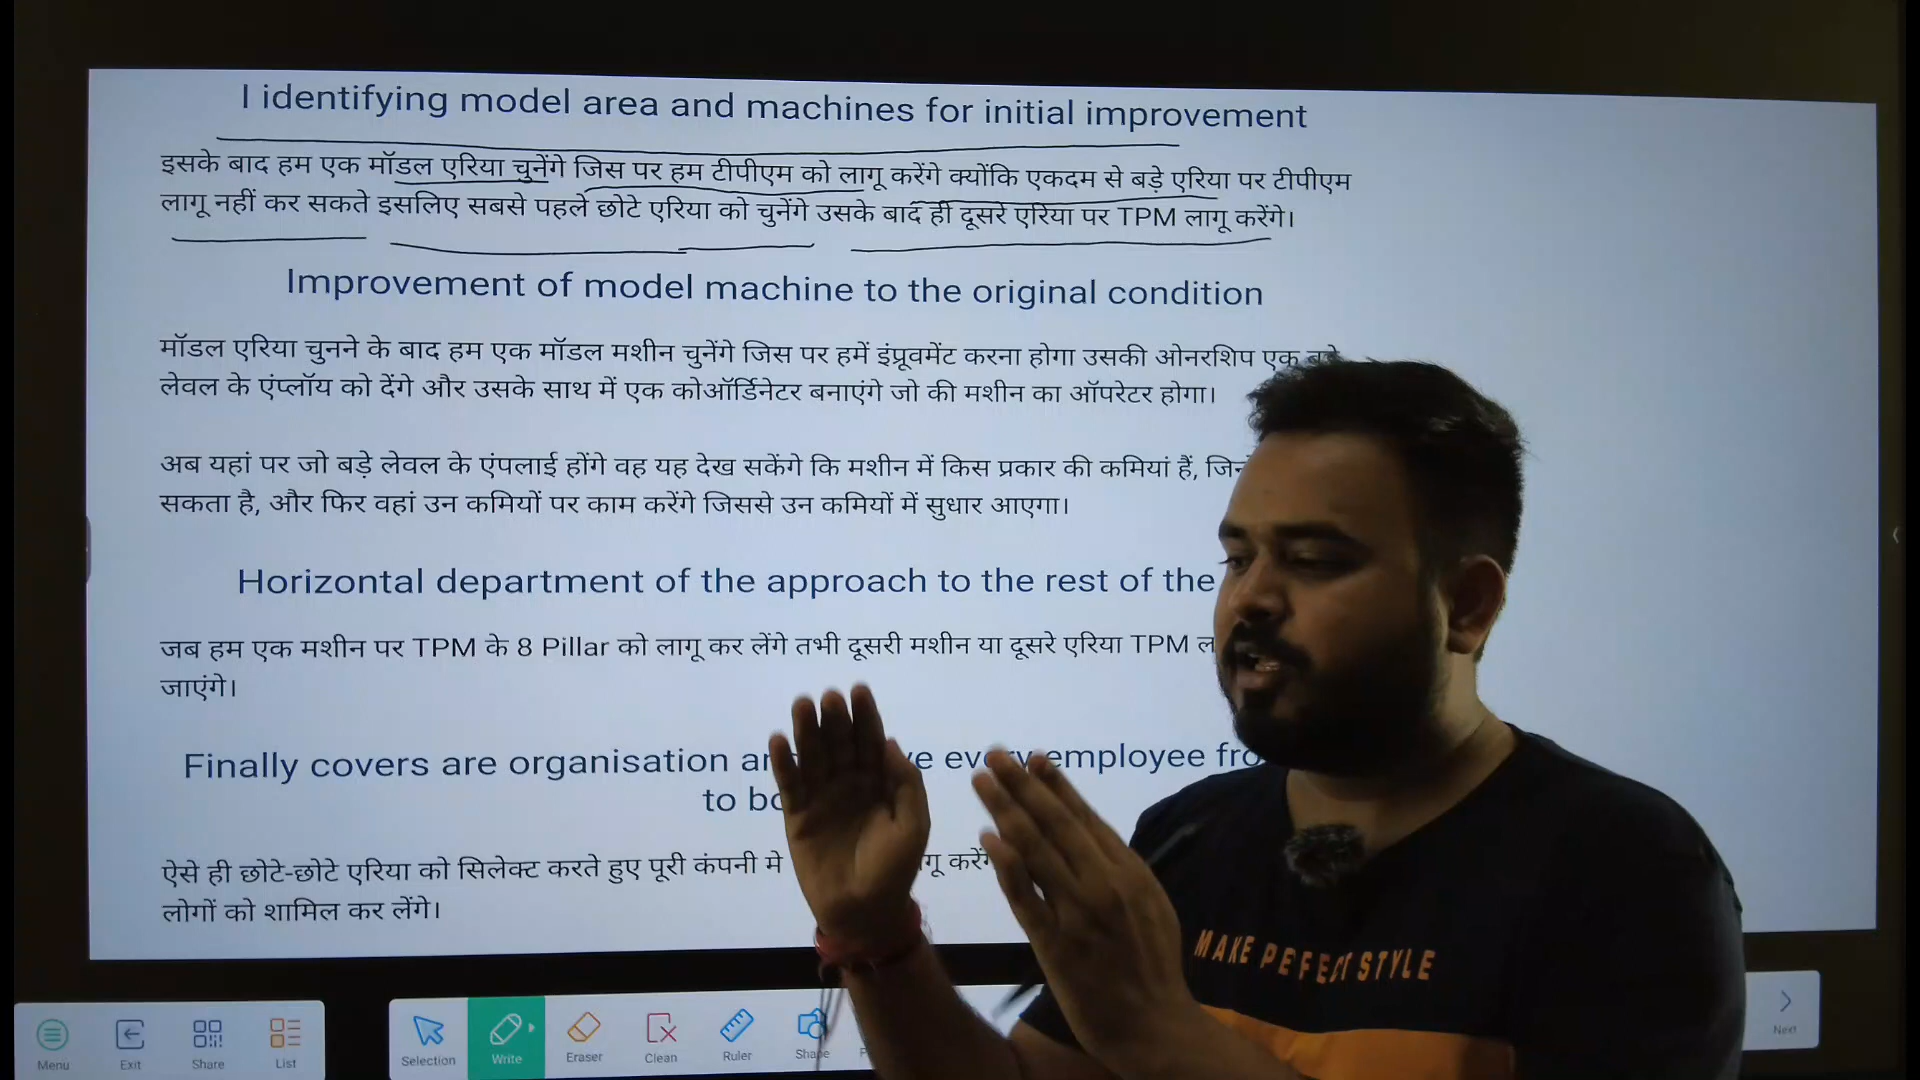 I identifying model area and machines for initial improvement
इसके बाद हम एक मॉडल एरिया चुनेंगे जिस पर हम टीपीएम को लागू करेंगे क्योंकि एकदम से बड़े एरिया पर टीपीएम
लागू नहीं कर सकते इसलिए सबसे पहले छोटे एरिया को चुनेंगे उसके बाद ही दूसरे एरिया पर TPM लागू करेंगे।
Improvement of model machine to the original condition
मॉडल एरिया चुनने के बाद हम एक मॉडल मशीन चुनेंगे जिस पर हमें इंप्रूवमेंट करना होगा उसकी ओनरशिप एक
लेवल के एंप्लॉय को देंगे और उसके साथ में एक कोऑर्डिनेटर बनाएंगे जो की मशीन का ऑपरेटर होगा।
अब यहां पर जो बड़े लेवल के एंपलाई होंगे वह यह देख सकेंगे कि मशीन में किस प्रकार की कमियां हैं,
सकता है, और फिर वहां उन कमियों पर काम करेंगे जिससे उन कमियों में सुधार आएगा।
Horizontal department of the approach to the rest of the
जब हम एक मशीन पर TPM के 8 Pillar को लागू कर लेंगे तभी दूसरी मशीन या दूसरे एरिया TPM
जाएंगे।
Finally covers are organisation employee
to
ऐसे ही छोटे-छोटे एरिया को सिलेक्ट करते हुए पूरी कंपनी मे
लोगों को शामिल कर लेंगे।
MAKE PEFECT STYLE
Menu Exit Share List Selection Write Eraser Clean Ruler Shape Next